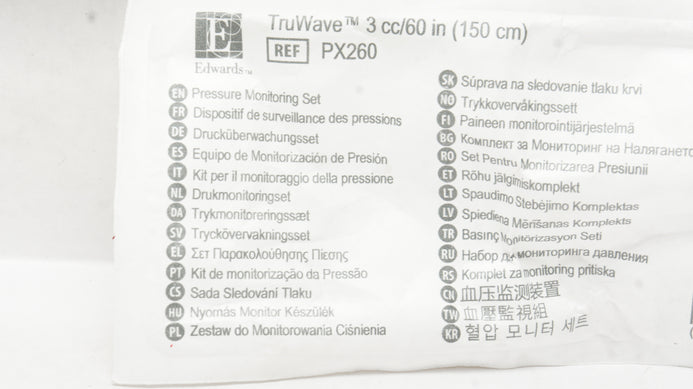 TruWave™ 3 cc/60 in (150 cm)
REF PX260
Edwards™
EN Pressure Monitoring Set
FR Dispositif de surveillance des pressions
DE Drucküberwachungsset
ES Equipo de Monitorización de Presión
IT Kit per il monitoraggio della pressione
NL Drukmonitoringset
DA Trykmonitoreringssæt
SV Tryckövervakningsset
EL Σετ Παρακολούθησης Πίεσης
PT Kit de monitorização da Pressão
CS Sada Sledování Tlaku
HU Nyomás Monitor Készülék
PL Zestaw do Monitorowania Ciśnienia
SK Súprava na sledovanie tlaku krvi
NO Trykkovervåkingssett
FI Paineen monitorointijärjestelmä
BG Комплект за Мониторинг на Налягането
RO Set Pentru Monitorizarea Presiunii
ET Rõhu jälgimiskomplekt
LT Spaudimo Stebėjimo Komplektas
LV Spiediena Mērīšanas Komplekts
TR Basınç Monitörizasyon Seti
RU Набор для мониторинга давления
RS Komplet za monitoring pritiska
CN 血压监测装置
TW 血壓監視組
KR 혈압 모니터 세트